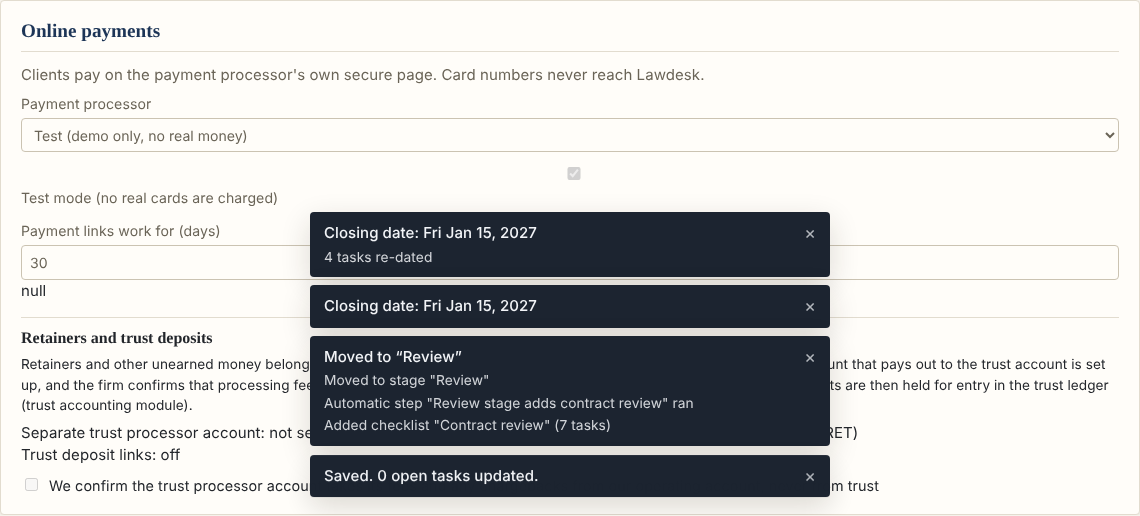 Online payments
Clients pay on the payment processor's own secure page. Card numbers never reach Lawdesk.
Payment processor
Test (demo only, no real money)
Test mode (no real cards are charged)
Payment links work for (days)
30
null
Retainers and trust deposits
Retainers and other unearned money belong
unt that pays out to the trust account is set
up, and the firm confirms that processing fee
ts are then held for entry in the trust ledger
(trust accounting module).
Separate trust processor account: not se
RET)
Trust deposit links: off
We confirm the trust processor accou
m trust
Closing date: Fri Jan 15, 2027 ×
4 tasks re-dated
Closing date: Fri Jan 15, 2027 ×
Moved to “Review” ×
Moved to stage "Review"
Automatic step "Review stage adds contract review" ran
Added checklist "Contract review" (7 tasks)
Saved. 0 open tasks updated. ×